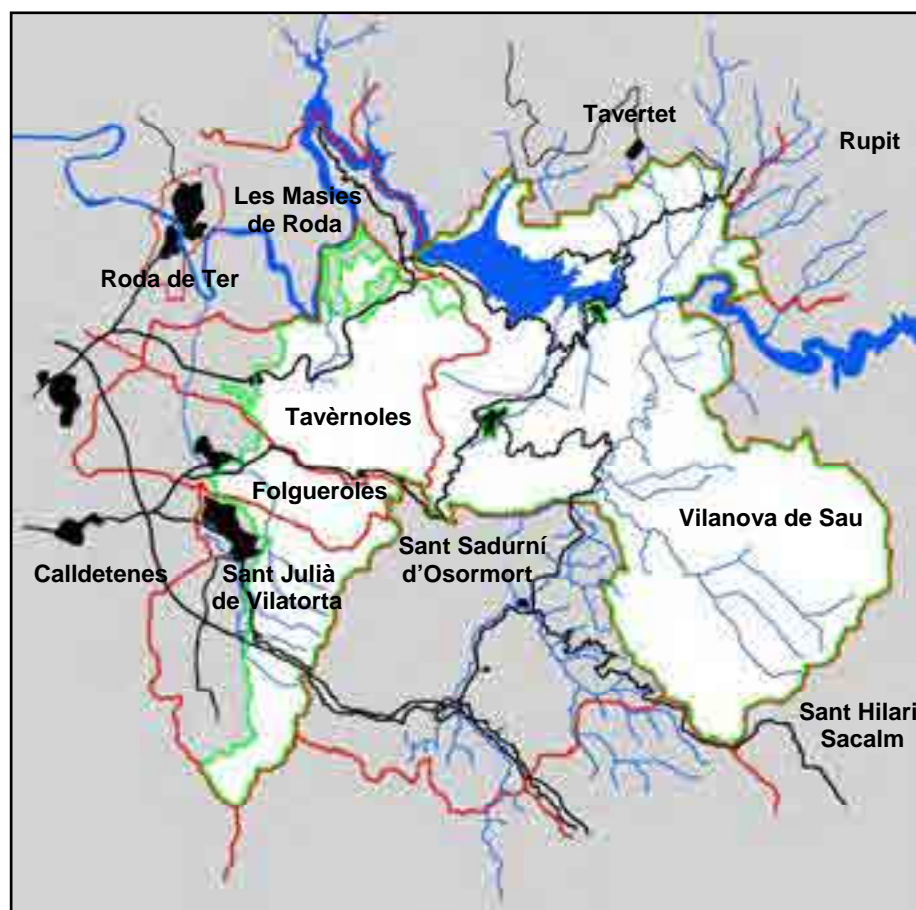 Tavertet
Rupit
Les Masies
de Roda
Roda de Ter
Tavèrnoles
Folgueroles
Vilanova de Sau
Sant Sadurní
d'Osormort
Calldetenes
Sant Julià
de Vilatorta
Sant Hilari
Sacalm